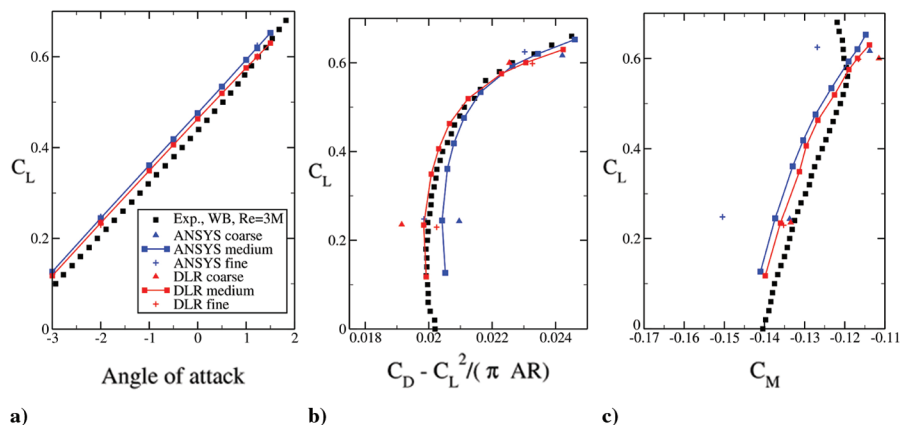 a)
0.6
0.4
0.2
0
C_L
-3 -2 -1 0 1 2
Angle of attack
Exp., WB, Re=3M
ANSYS coarse
ANSYS medium
ANSYS fine
DLR coarse
DLR medium
DLR fine
b)
0.6
0.4
0.2
0
C_L
0.018 0.02 0.022 0.024
C_D - C_L^2/( π AR)
c)
0.6
0.4
0.2
0
C_L
-0.17 -0.16 -0.15 -0.14 -0.13 -0.12 -0.11
C_M